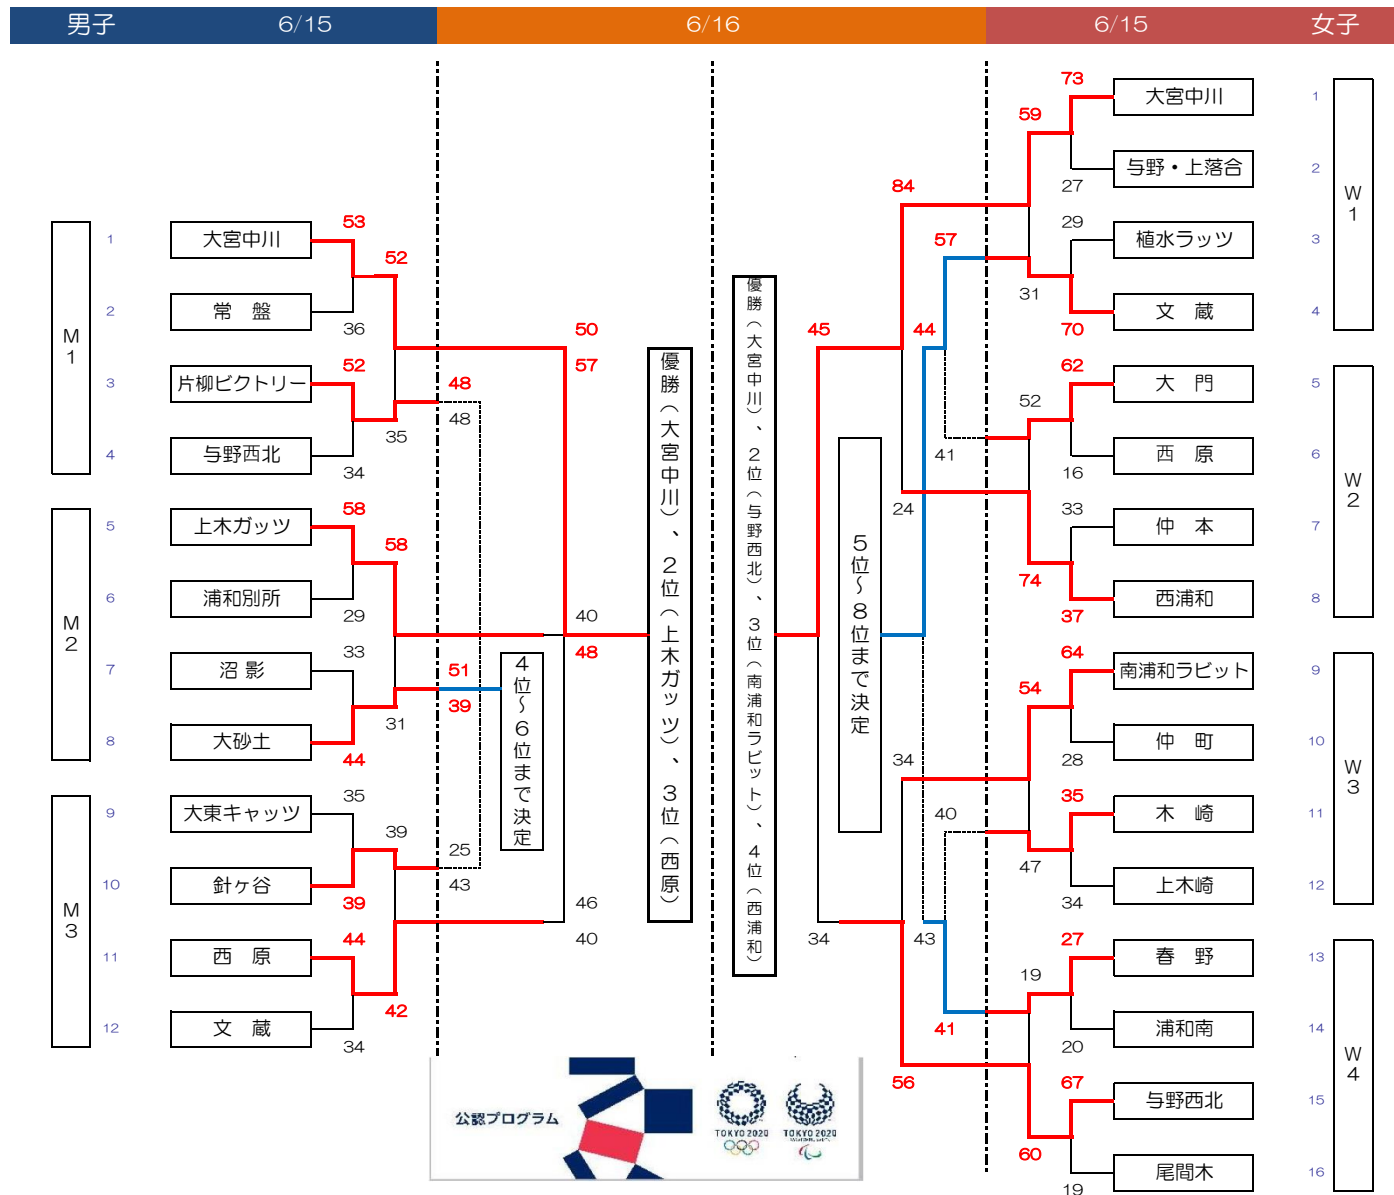 男子 6/15 6/16 6/15 女子
M1
1 大宮中川 53
52
2 常　盤 36
3 片柳ビクトリー 52
35
4 与野西北 34
48
48
M2
5 上木ガッツ 58
58
6 浦和別所 29
7 沼影 33
31
8 大砂土 44
51
39
M3
9 大東キャッツ 35
39
10 針ヶ谷 39
25
43
11 西　原 44
42
12 文　蔵 34
4位～6位まで決定
50
57
40
48
46
40
優勝（大宮中川）、2位（上木ガッツ）、3位（西原）
優勝（大宮中川）、2位（与野西北）、3位（南浦和ラビット）、4位（西浦和）
45
34
5位～8位まで決定
84
24
34
56
57
44
41
40
43
41
W1
73 大宮中川 1
59
27 与野・上落合 2
29 植水ラッツ 3
31
70 文　蔵 4
W2
62 大　門 5
52
16 西　原 6
33 仲　本 7
74
37 西浦和 8
W3
64 南浦和ラビット 9
54
28 仲　町 10
35 木　崎 11
47
34 上木崎 12
W4
27 春　野 13
19
20 浦和南 14
67 与野西北 15
60
19 尾間木 16
公認プログラム
TOKYO 2020
TOKYO 2020